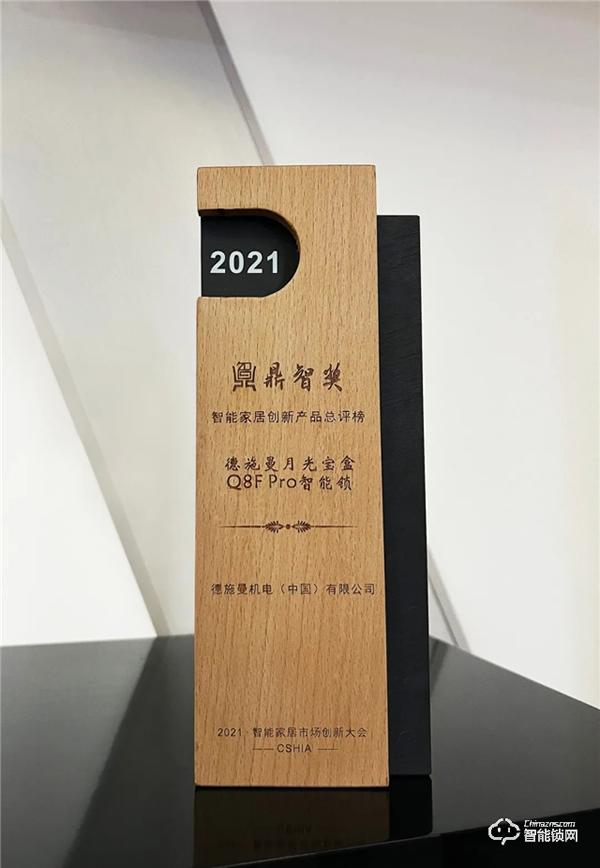 2021
鼎智奖
智能家居创新产品总评榜
德施曼月光宝盒
Q8F Pro智能锁
德施曼机电（中国）有限公司
2021·智能家居市场创新大会
CSHIA
Chinaznms.com
智能锁网